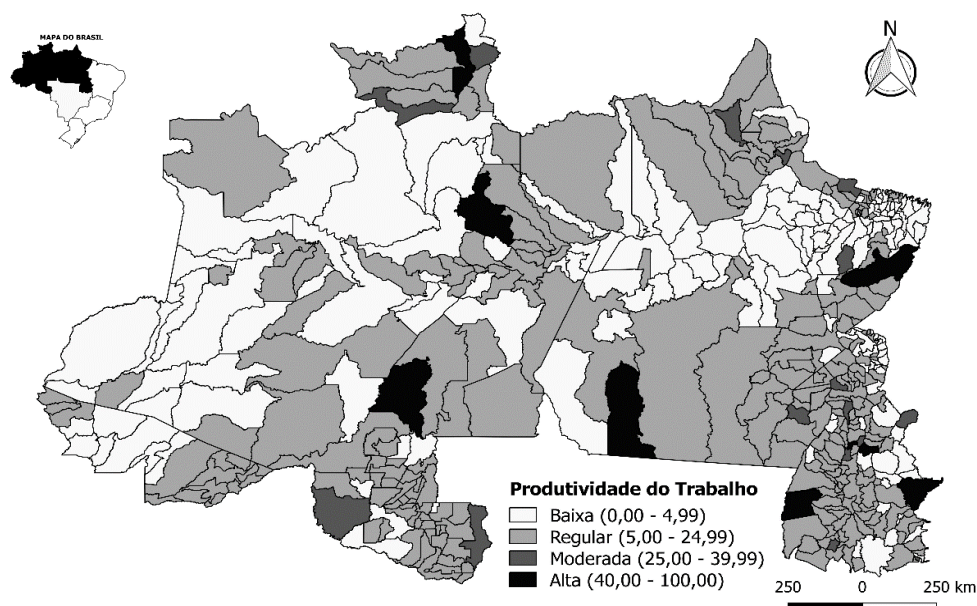 MAPA DO BRASIL
N
Produtividade do Trabalho
Baixa (0,00 - 4,99)
Regular (5,00 - 24,99)
Moderada (25,00 - 39,99)
Alta (40,00 - 100,00)
250 0 250 km